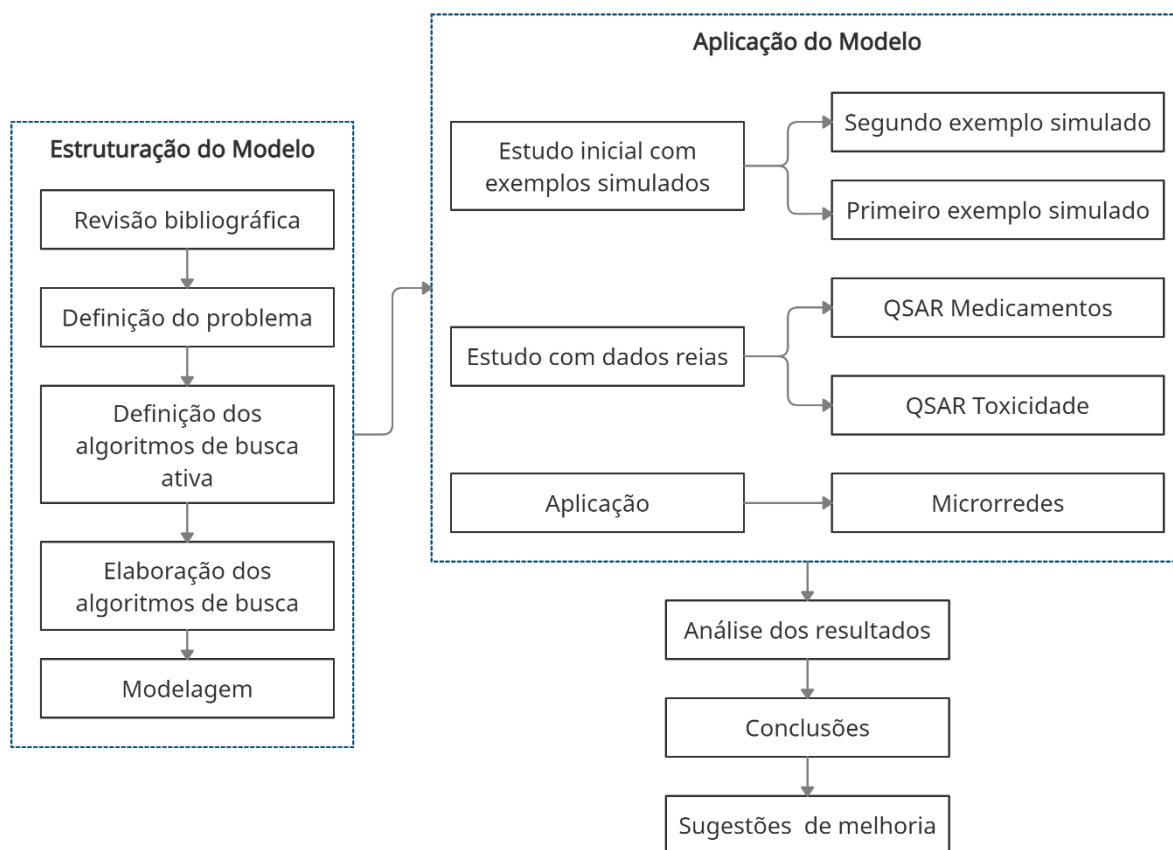 Estruturação do Modelo
Revisão bibliográfica
Definição do problema
Definição dos
algoritmos de busca
ativa
Elaboração dos
algoritmos de busca
Modelagem
Aplicação do Modelo
Estudo inicial com
exemplos simulados
Segundo exemplo simulado
Primeiro exemplo simulado
Estudo com dados reias
QSAR Medicamentos
QSAR Toxicidade
Aplicação
Microrredes
Análise dos resultados
Conclusões
Sugestões de melhoria